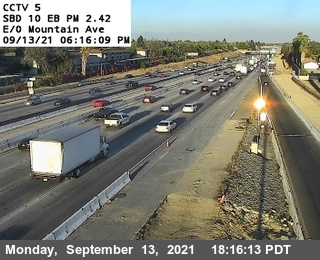 CCTV 5
SBD 10 EB PM 2.42
E/O Mountain Ave
09/13/21 06:16:09 PM
Monday, September 13, 2021 18:16:13 PDT